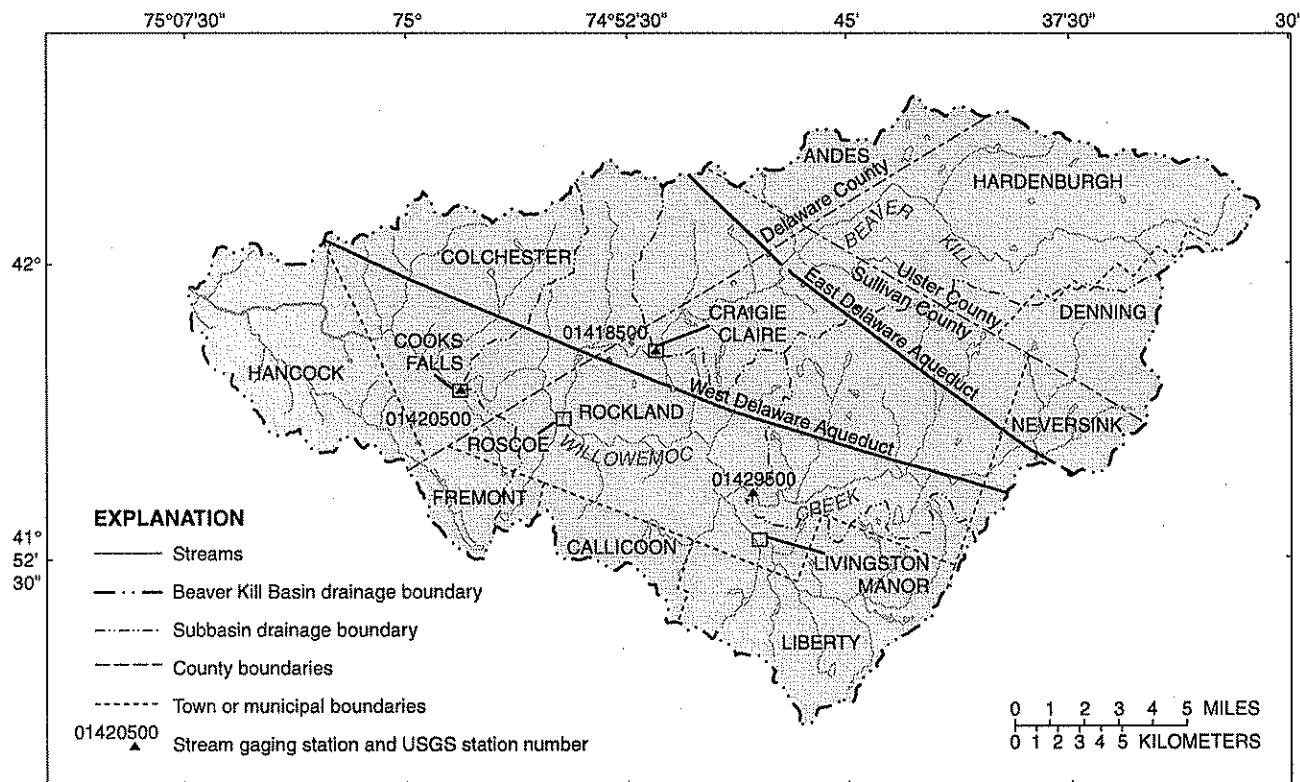 75°07'30" 75° 74°52'30" 45' 37'30" 30'
ANDES
HARDENBURGH
Delaware County
BEAVER
KILL
COLCHESTER
42°
Ulster County
Sullivan County
East Delaware Aqueduct
DENNING
CRAIGIE
CLAIRE
01418500
COOKS
FALLS
HANCOCK
West Delaware Aqueduct
01420500
ROCKLAND
NEVERSINK
ROSCOE
WILLOWEMOC
01429500
CREEK
FREMONT
CALLICOON
LIVINGSTON
MANOR
LIBERTY
41°
52'
30"
EXPLANATION
Streams
Beaver Kill Basin drainage boundary
Subbasin drainage boundary
County boundaries
Town or municipal boundaries
01420500
Stream gaging station and USGS station number
0 1 2 3 4 5 MILES
0 1 2 3 4 5 KILOMETERS